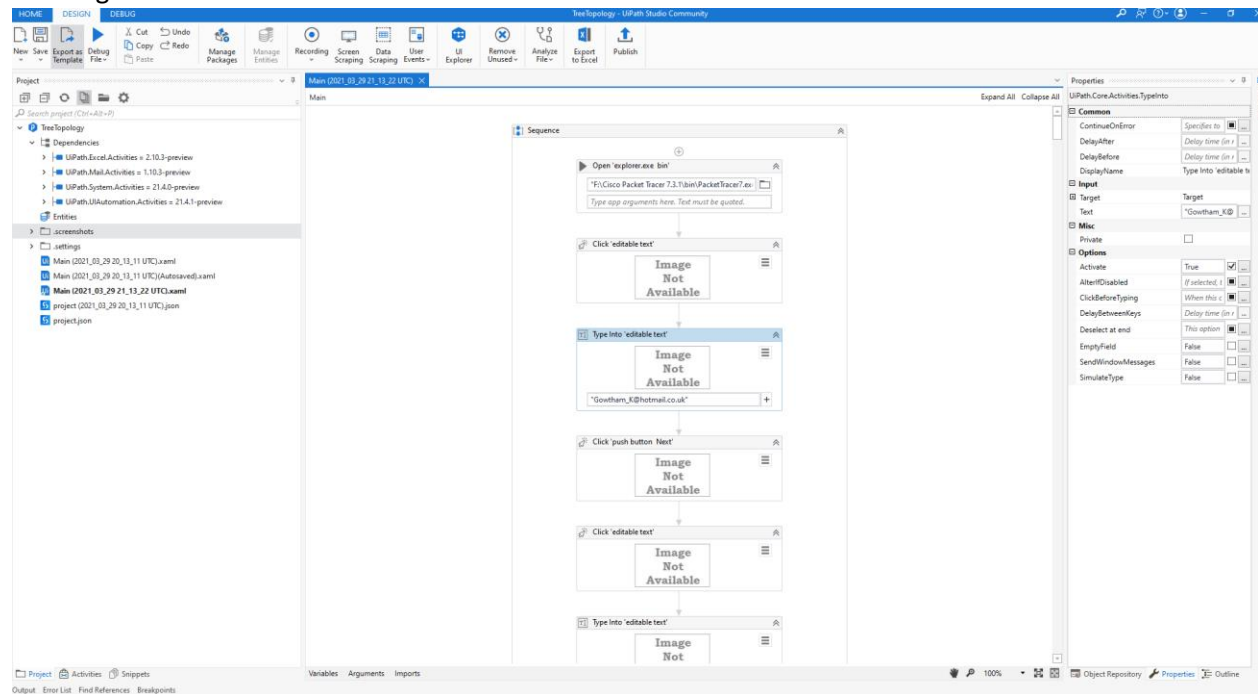 HOME DESIGN DEBUG
TreeTopology - UiPath Studio Community
New Save Export as Template Debug File
Cut Copy Paste Undo Redo
Manage Packages Manage Entities Recording Screen Scraping Data Scraping User Events UI Explorer Remove Unused Analyze File Export to Excel Publish
Project
Search project (Ctrl+Alt+P)
TreeTopology
Dependencies
UiPath.Excel.Activities = 2.10.3-preview
UiPath.Mail.Activities = 1.10.3-preview
UiPath.System.Activities = 21.4.0-preview
UiPath.UIAutomation.Activities = 21.4.1-preview
Entities
.screenshots
.settings
Main (2021_03_29 20_13_11 UTC).xaml
Main (2021_03_29 20_13_11 UTC)(Autosaved).xaml
Main (2021_03_29 21_13_22 UTC).xaml
project (2021_03_29 20_13_11 UTC).json
project.json
Main (2021_03_29 21_13_22 UTC)
Main
Expand All Collapse All
Sequence
Open 'explorer.exe bin'
"F:\Cisco Packet Tracer 7.3.1\bin\PacketTracer7.ex
Type app arguments here. Text must be quoted.
Click 'editable text'
Image
Not
Available
Type Into 'editable text'
Image
Not
Available
"Gowtham_K@hotmail.co.uk"
Click 'push button Next'
Image
Not
Available
Click 'editable text'
Image
Not
Available
Type Into 'editable text'
Image
Not
Properties
UiPath.Core.Activities.TypeInto
Common
ContinueOnError Specifies to
DelayAfter Delay time (in
DelayBefore Delay time (in
DisplayName Type Into 'editable
Input
Target Target
Text "Gowtham_K@
Misc
Private
Options
Activate True
AlterIfDisabled If selected, t
ClickBeforeTyping When this c
DelayBetweenKeys Delay time (in
Deselect at end This option
EmptyField False
SendWindowMessages False
SimulateType False
Project Activities Snippets
Variables Arguments Imports
100%
Object Repository Properties Outline
Output Error List Find References Breakpoints